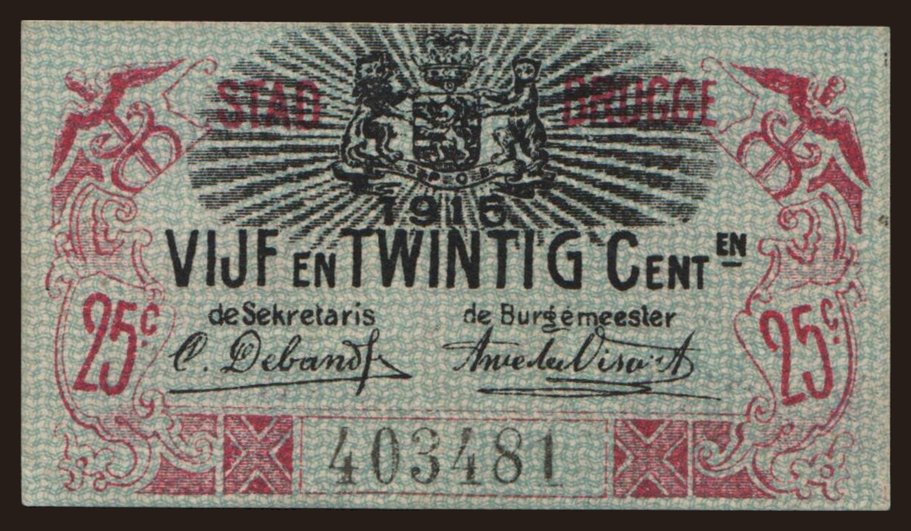 STAD BRUGGE
S.P.Q.B.
1915
VIJF EN TWINTIG CENTEN
de Sekretaris de Burgemeester
25c 25c
403481